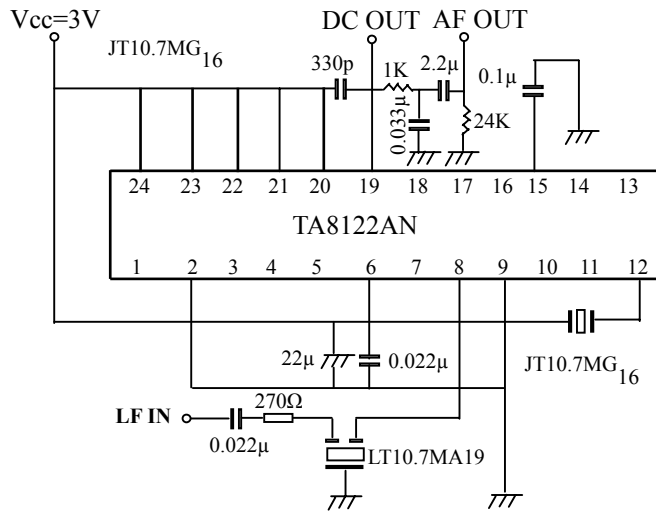 Vcc=3V DC OUT AF OUT
JT10.7MG16
330p 1K 2.2μ 0.1μ
0.033μ
24K
24 23 22 21 20 19 18 17 16 15 14 13
TA8122AN
1 2 3 4 5 6 7 8 9 10 11 12
22μ 0.022μ
JT10.7MG16
270Ω
LF IN
0.022μ
LT10.7MA19